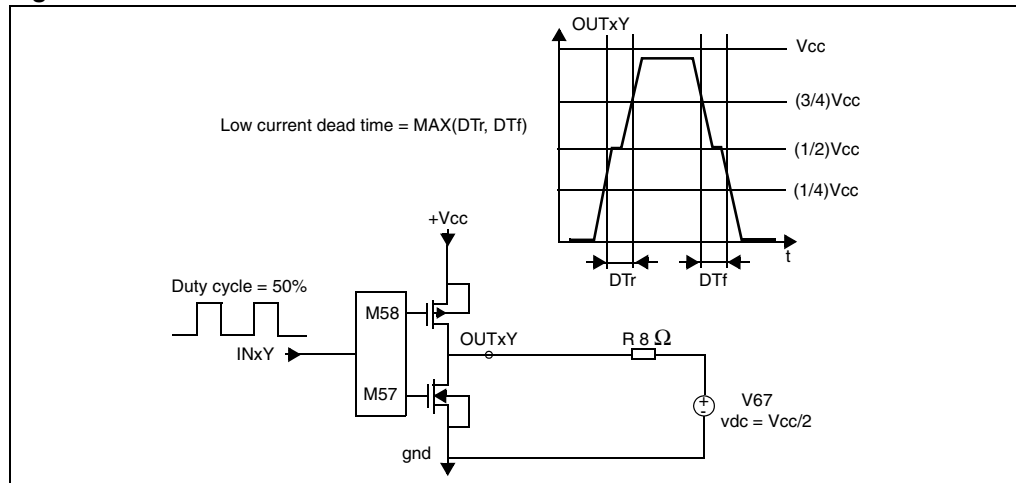 OUTxY
Vcc
(3/4)Vcc
Low current dead time = MAX(DTr, DTf)
(1/2)Vcc
(1/4)Vcc
+Vcc
t
DTr
DTf
Duty cycle = 50%
M58
OUTxY
R 8 Ω
INxY
M57
+
-
V67
vdc = Vcc/2
gnd